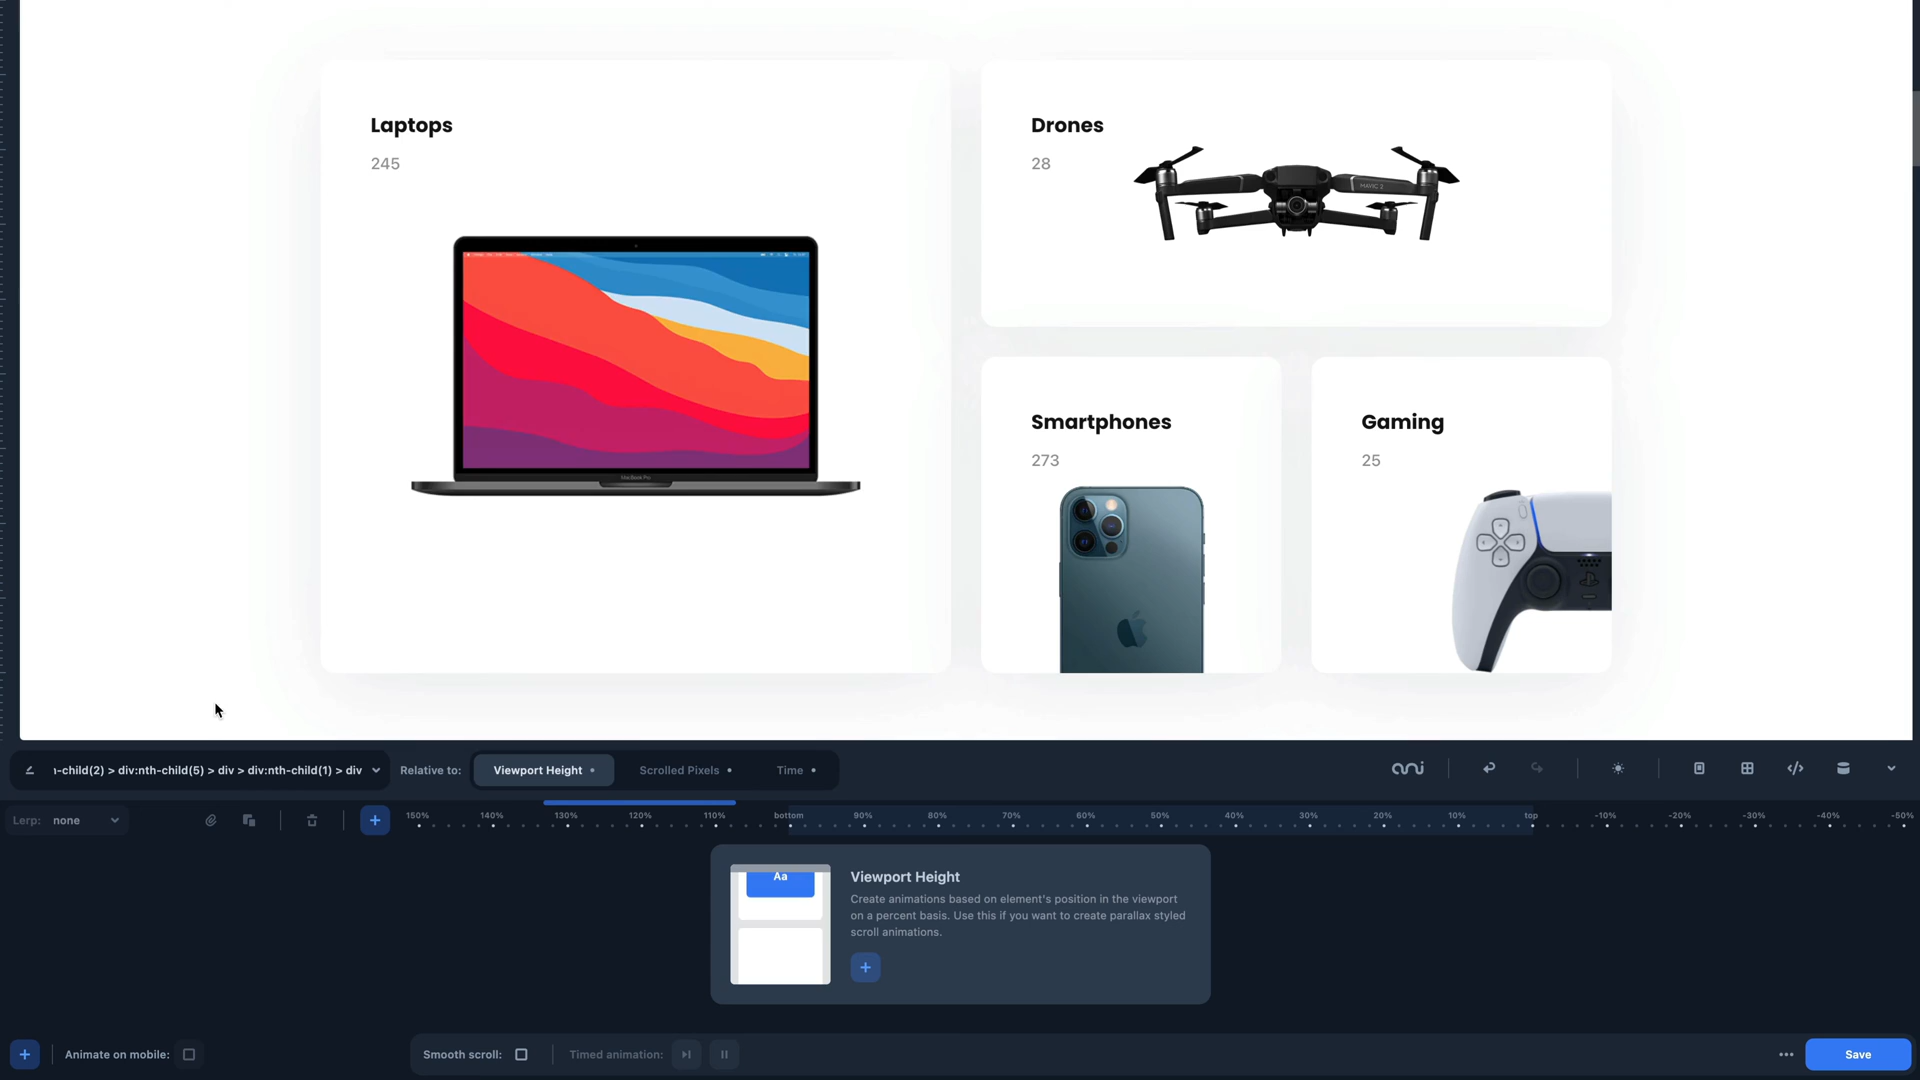 Laptops
245
Drones
28
MAVIC 2
MacBook Pro
Smartphones
273
Gaming
25
-child(2) > div:nth-child(5) > div > div:nth-child(1) > div
Relative to:
Viewport Height
Scrolled Pixels
Time
Lerp: none
150%
140%
130%
120%
110%
bottom
90%
80%
70%
60%
50%
40%
30%
20%
10%
top
-10%
-20%
-30%
-40%
-50%
Aa
Viewport Height
Create animations based on element's position in the viewport
on a percent basis. Use this if you want to create parallax styled
scroll animations.
Animate on mobile:
Smooth scroll:
Timed animation:
Save